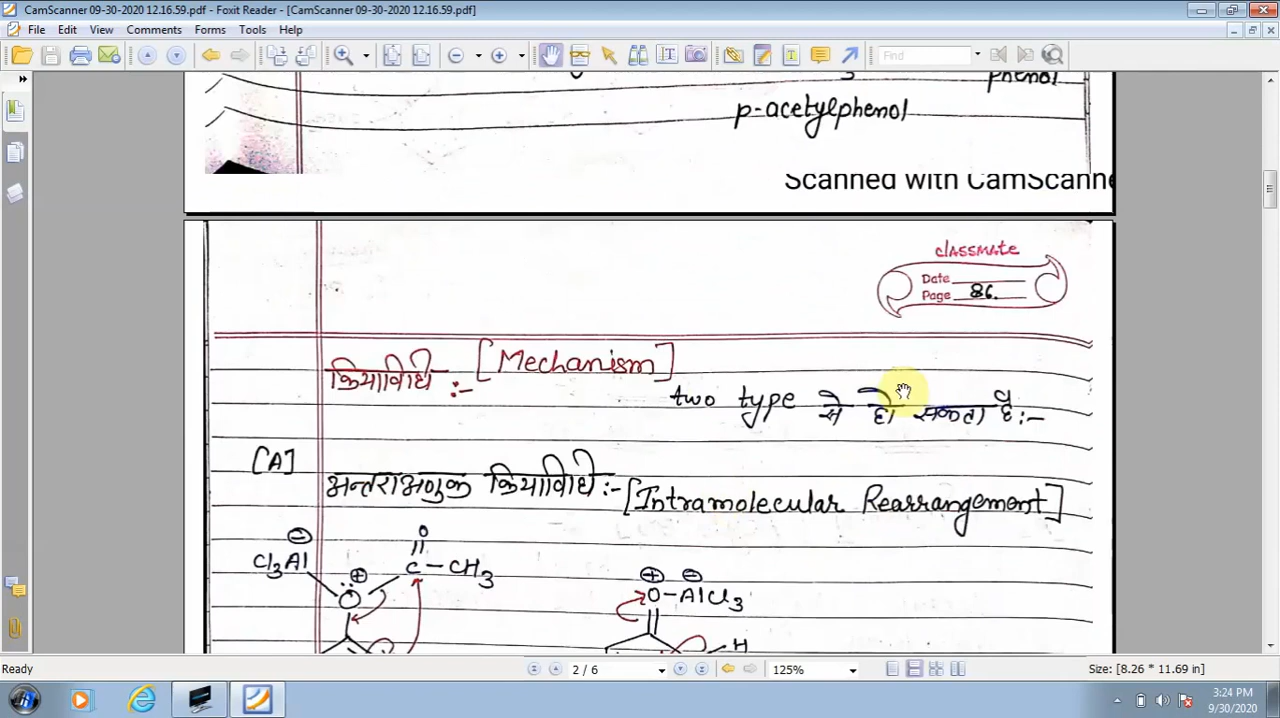 CamScanner 09-30-2020 12.16.59.pdf - Foxit Reader - [CamScanner 09-30-2020 12.16.59.pdf]
File Edit View Comments Forms Tools Help
Find
phenol
p-acetylphenol
Scanned with CamScanne
classmate
Date
Page 86.
क्रियाविधि :- [Mechanism]
two type से हो सकता है :-
[A] अन्तराअणुक क्रियाविधि :- [Intramolecular Rearrangement]
Cl3Al O C CH3
O
O AlCl3
H
Ready 2 / 6 125% Size: [8.26 * 11.69 in]
3:24 PM
9/30/2020